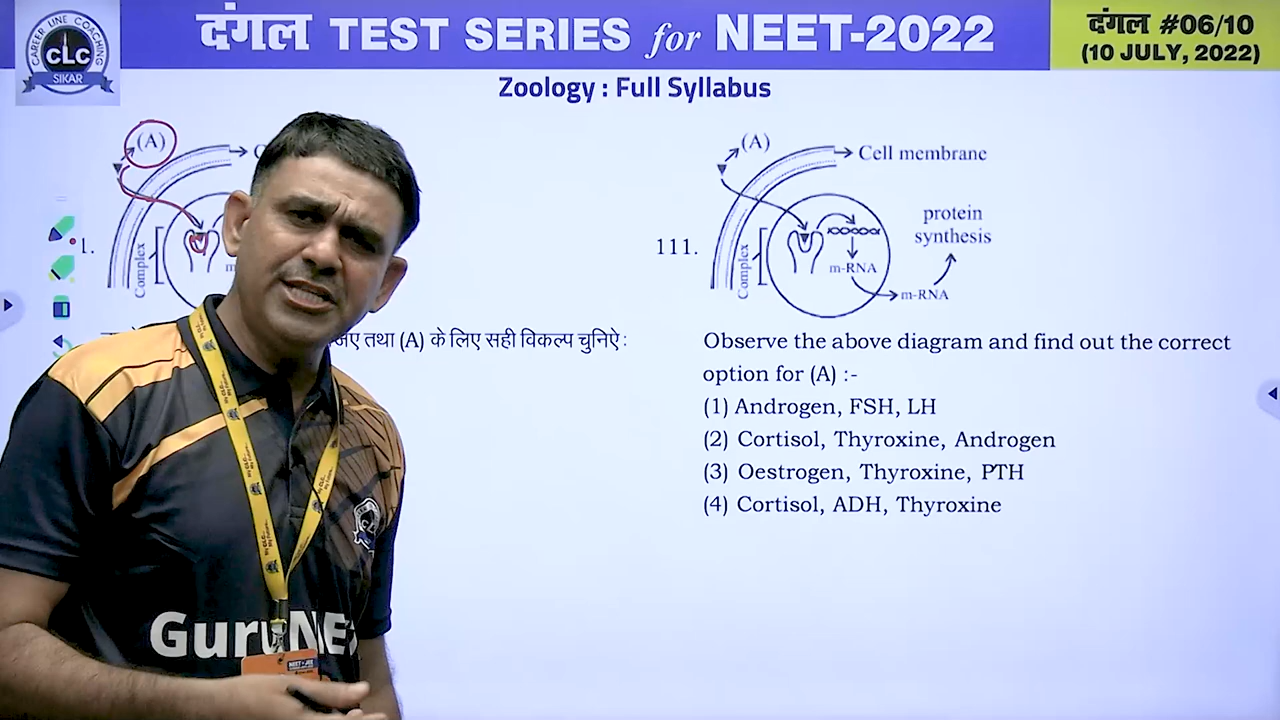 CAREER LINE COACHING
CLC
SIKAR
दंगल TEST SERIES for NEET-2022
दंगल #06/10
(10 JULY, 2022)
Zoology : Full Syllabus
(A)
Complex
(A) के लिए सही विकल्प चुनिऐ :
111.
(A)
Cell membrane
Complex
m-RNA
m-RNA
protein
synthesis
Observe the above diagram and find out the correct
option for (A) :-
(1) Androgen, FSH, LH
(2) Cortisol, Thyroxine, Androgen
(3) Oestrogen, Thyroxine, PTH
(4) Cortisol, ADH, Thyroxine
CLC
NEET - JEE